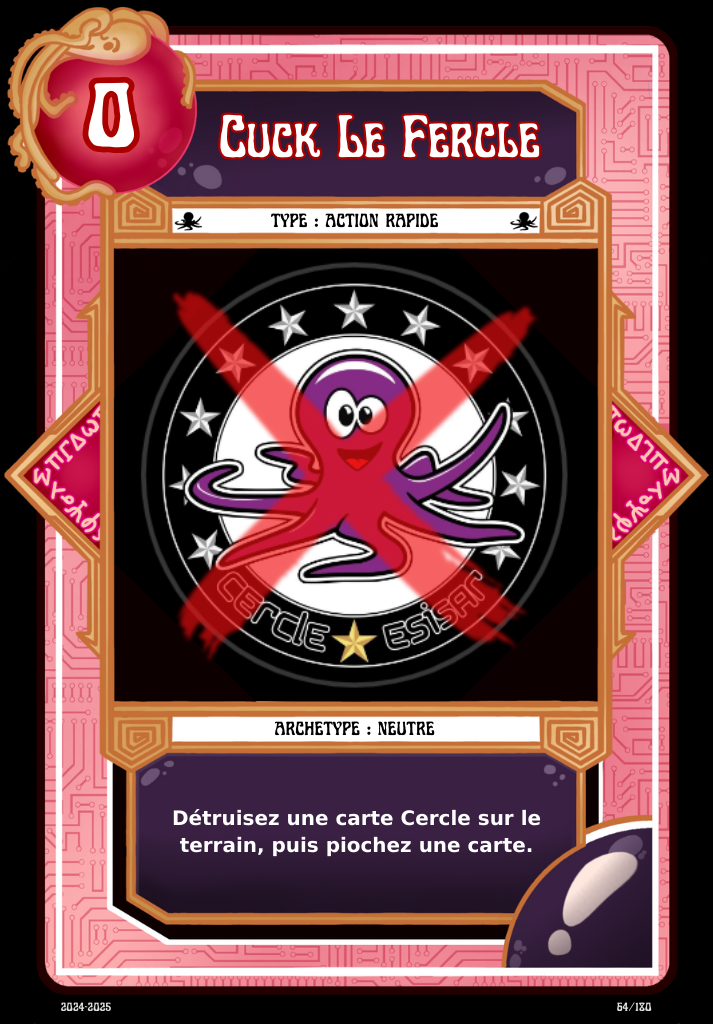 0
Cuck Le Fercle
TYPE : ACTION RAPIDE
Cercle ESISAR
ARCHETYPE : NEUTRE
Détruisez une carte Cercle sur le
terrain, puis piochez une carte.
2024-2025
64/180